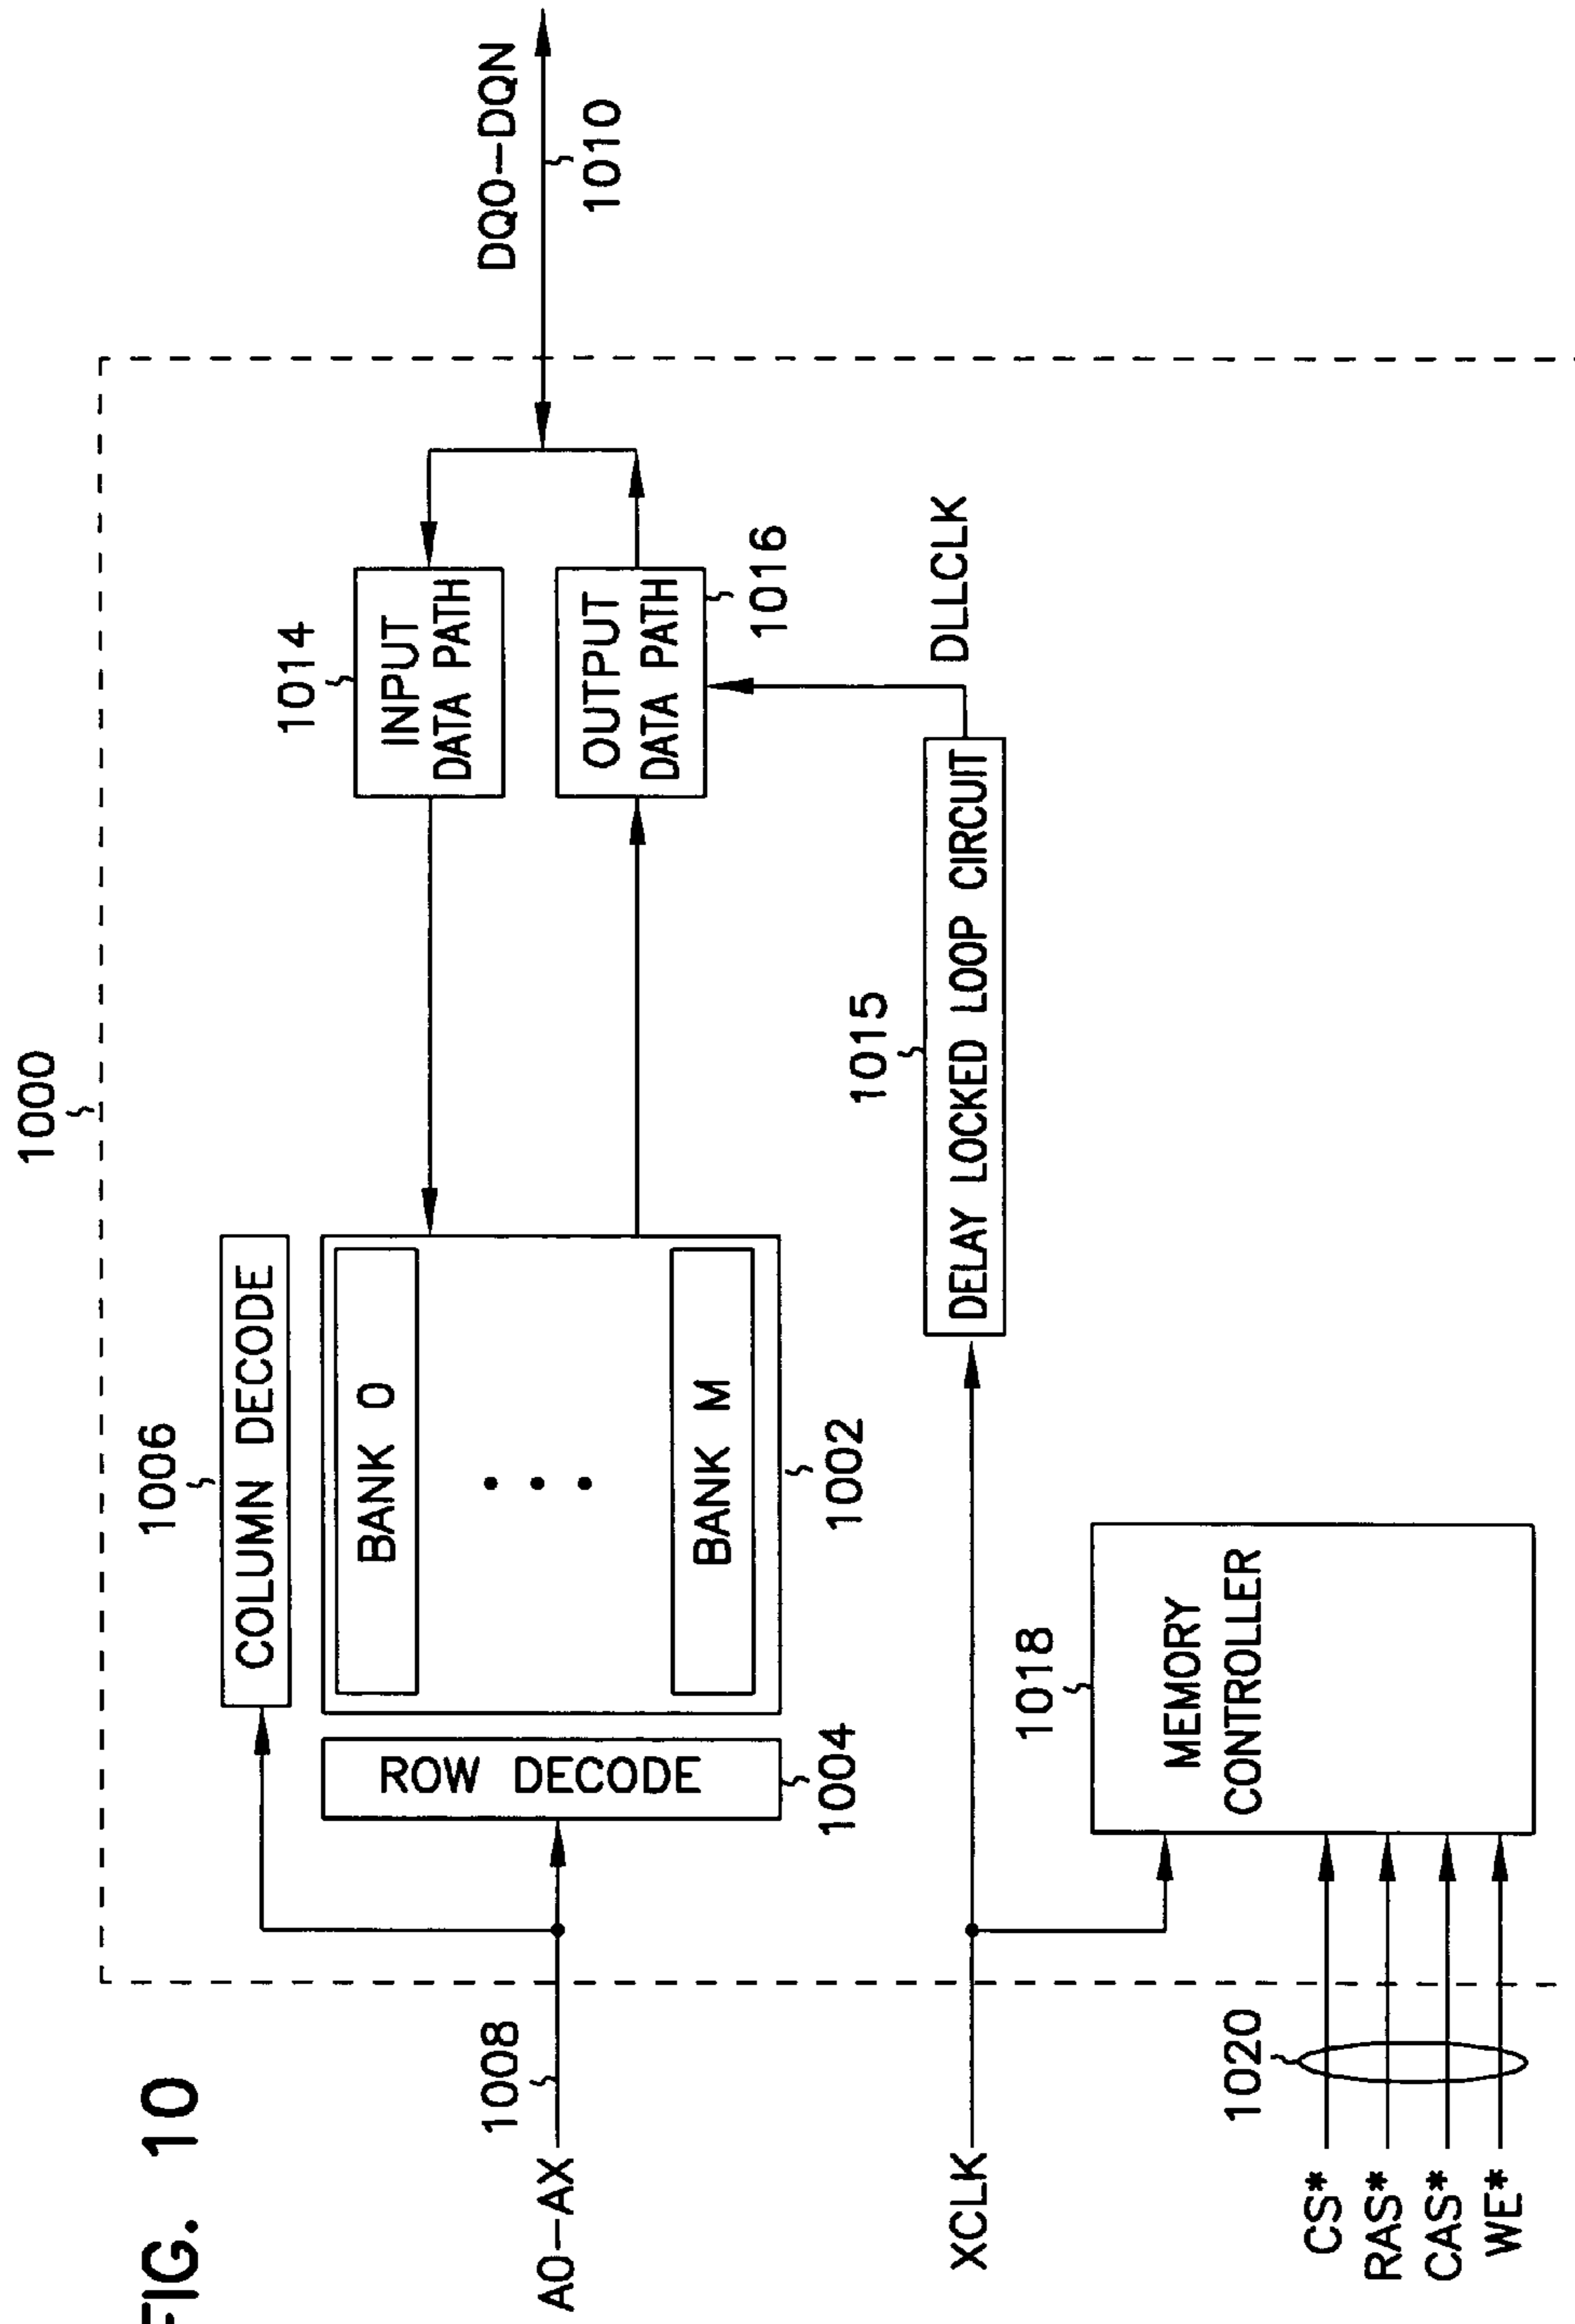 FIG. 10
1000
1006
COLUMN DECODE
BANK 0
BANK M
1002
ROW DECODE
1004
1008
A0-AX
1014
INPUT
DATA PATH
OUTPUT
DATA PATH
1016
DQ0-DQN
1010
DLLCLK
1015
DELAY LOCKED LOOP CIRCUIT
XCLK
1018
MEMORY
CONTROLLER
1020
CS*
RAS*
CAS*
WE*